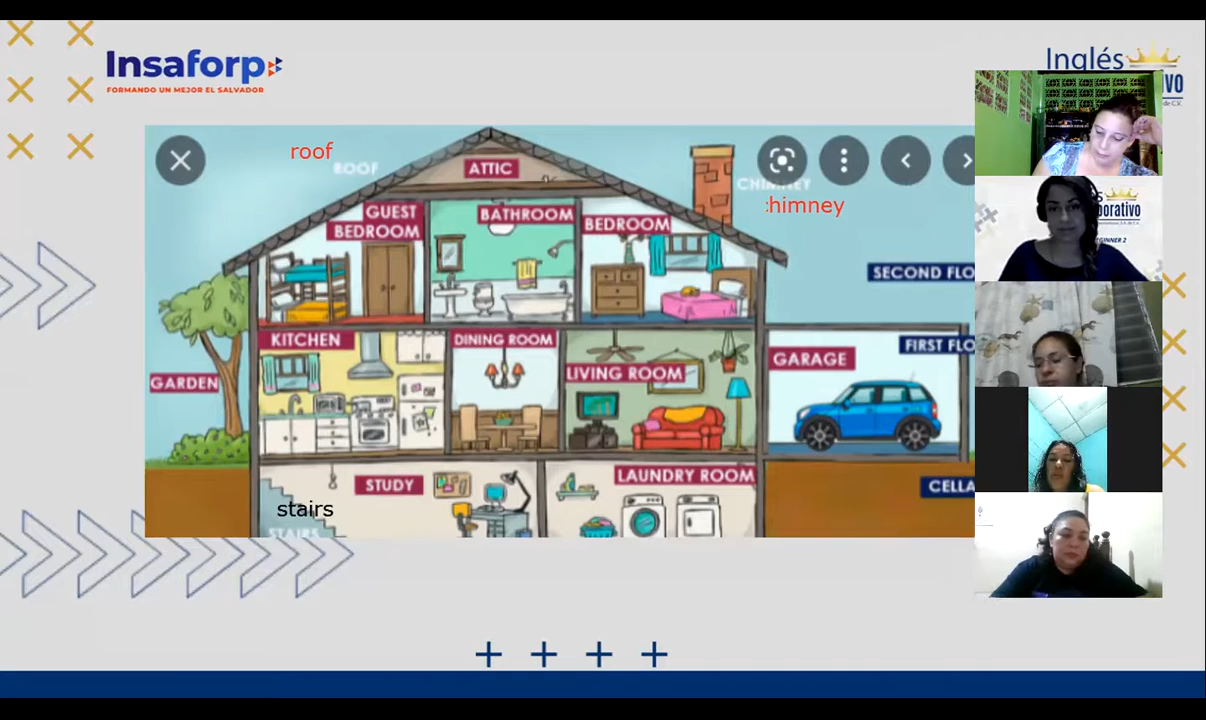 Insaforp
FORMANDO UN MEJOR EL SALVADOR
Inglés
roof
ROOF
ATTIC
CHIMNEY
chimney
GUEST
BEDROOM
BATHROOM
BEDROOM
SECOND FLO
KITCHEN
DINING ROOM
LIVING ROOM
GARAGE
FIRST FLO
GARDEN
STUDY
LAUNDRY ROOM
CELLA
stairs
STAIRS